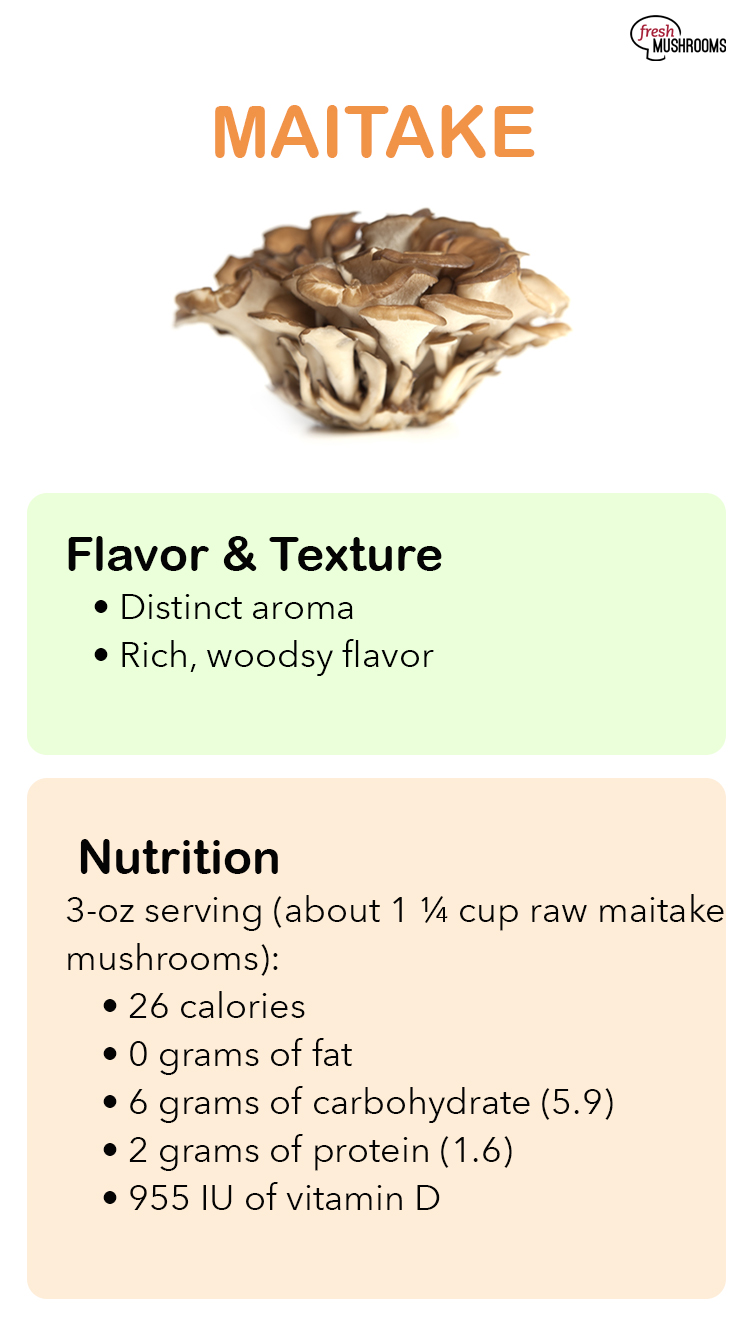 fresh
MUSHROOMS
MAITAKE
Flavor & Texture
• Distinct aroma
• Rich, woodsy flavor
Nutrition
3-oz serving (about 1 ¼ cup raw maitake
mushrooms):
• 26 calories
• 0 grams of fat
• 6 grams of carbohydrate (5.9)
• 2 grams of protein (1.6)
• 955 IU of vitamin D